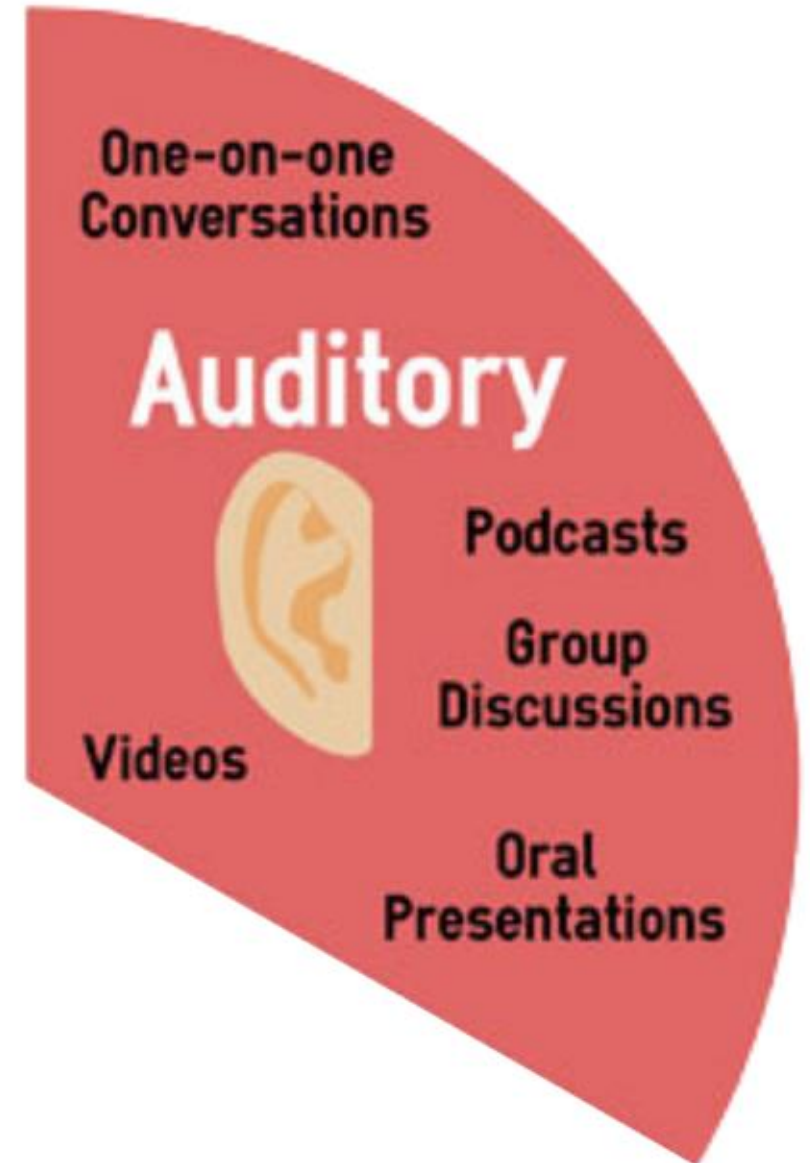 One-on-one
Conversations
Auditory
Podcasts
Group
Discussions
Videos
Oral
Presentations